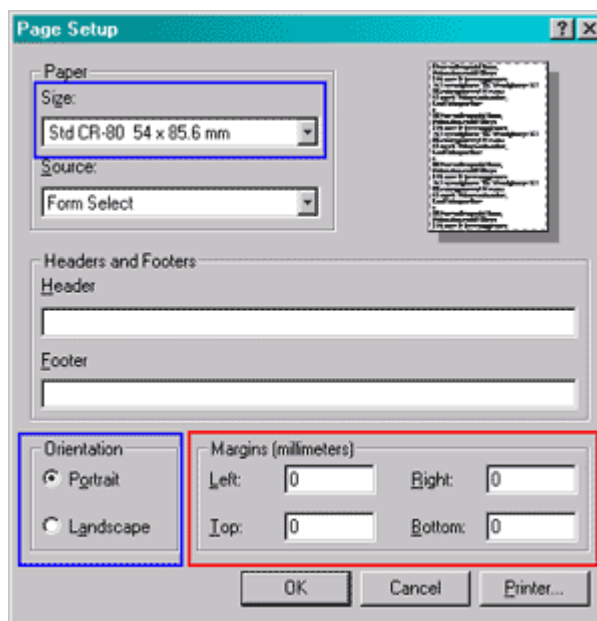 Page Setup
Paper
Size:
Std CR-80 54 x 85.6 mm
Source:
Form Select
Headers and Footers
Header
Footer
Orientation
Portrait
Landscape
Margins (millimeters)
Left: 0 Right: 0
Top: 0 Bottom: 0
OK Cancel Printer...